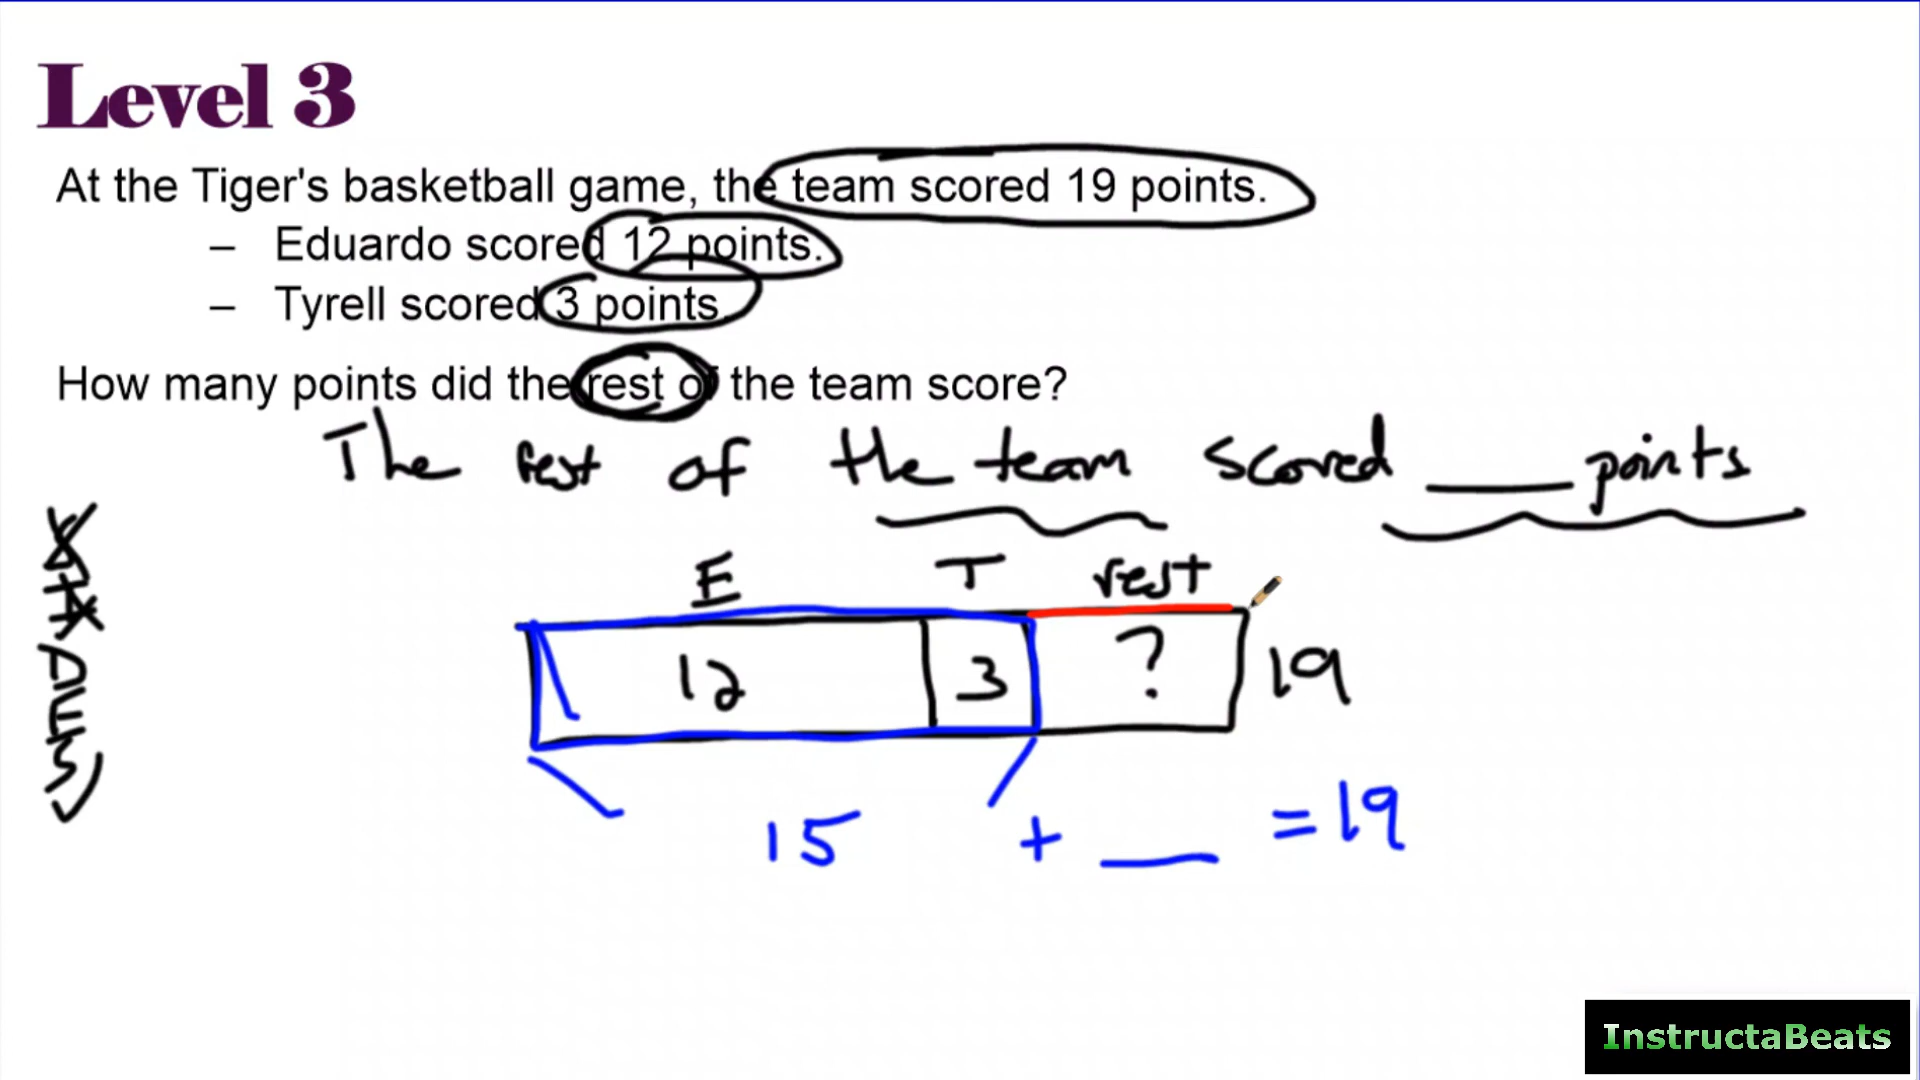 Level 3
At the Tiger's basketball game, the team scored 19 points.
– Eduardo scored 12 points.
– Tyrell scored 3 points.
How many points did the rest of the team score?
The rest of the team scored ____ points
E T rest
12 3 ? 19
15 + ___ = 19
InstructaBeats